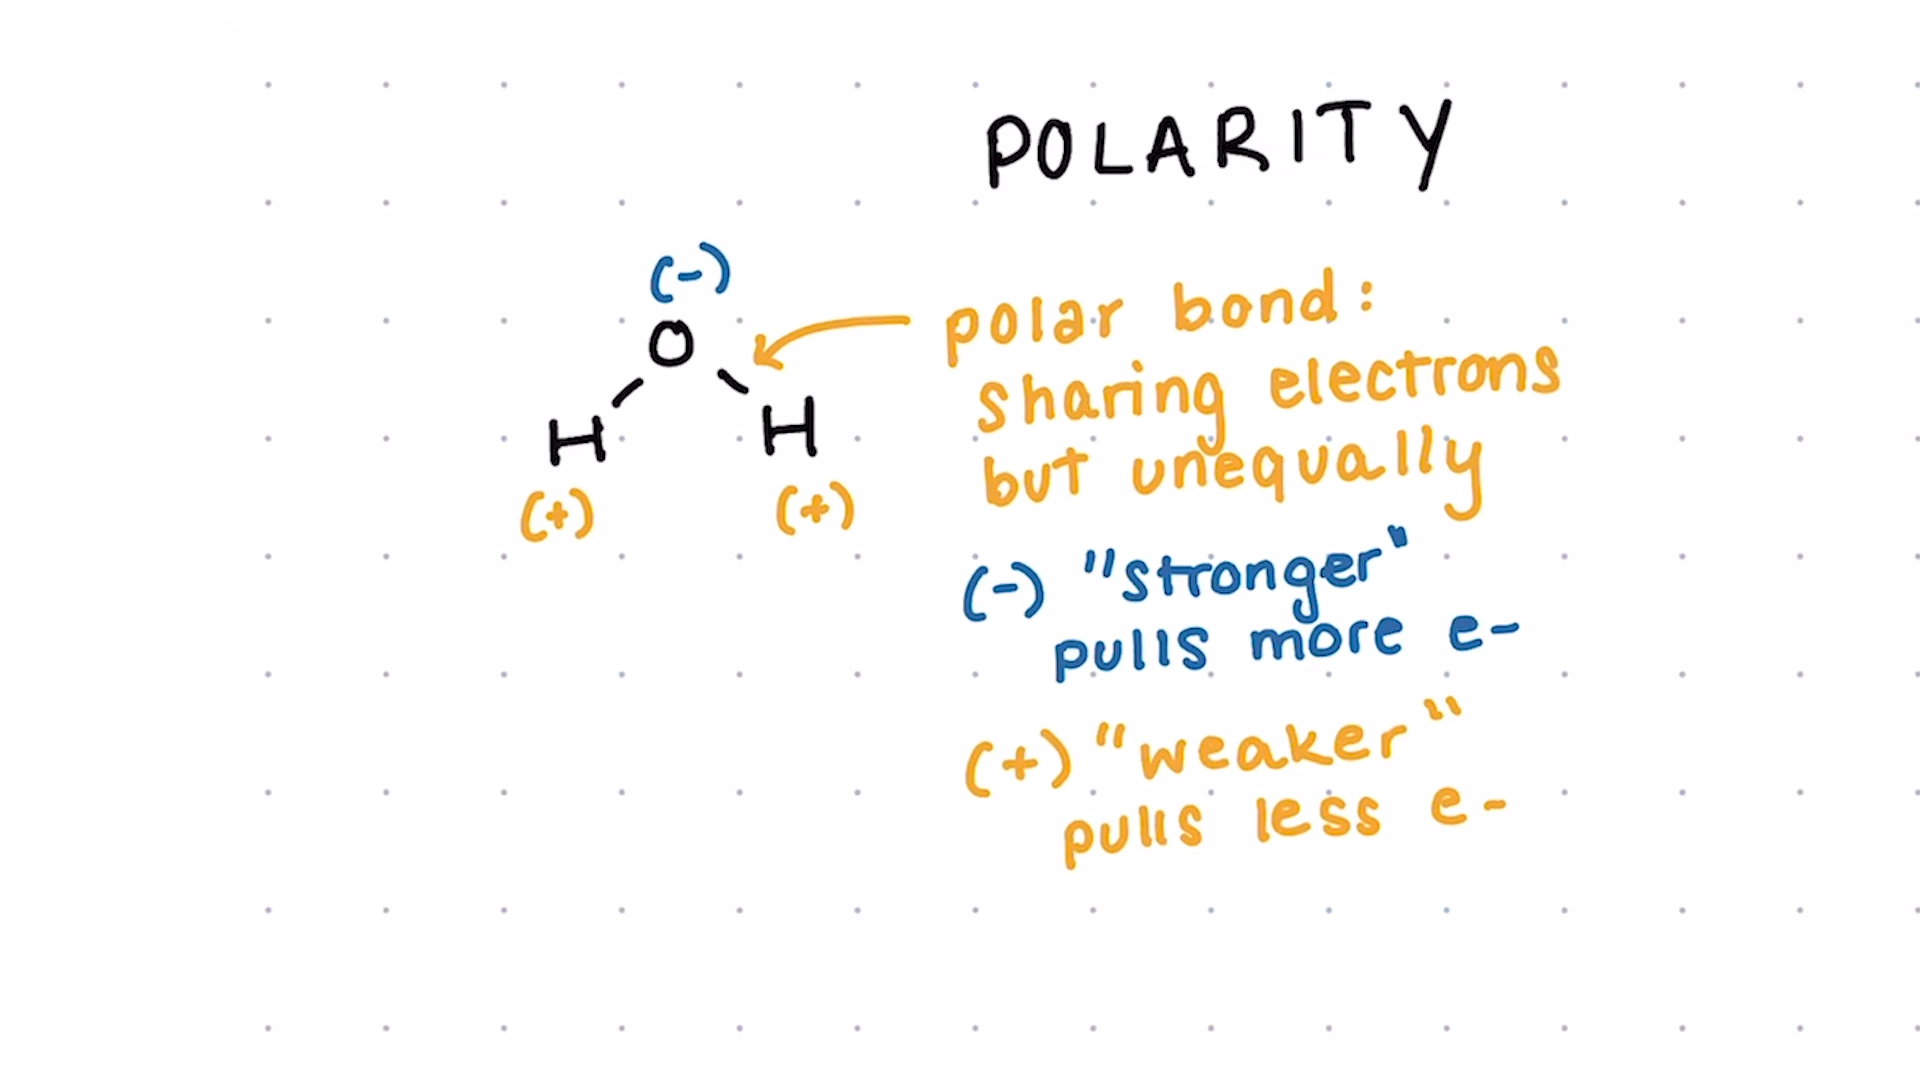 POLARITY
(-)
O
H H
(+) (+)
polar bond:
sharing electrons
but unequally
(-) "stronger"
pulls more e-
(+) "weaker"
pulls less e-